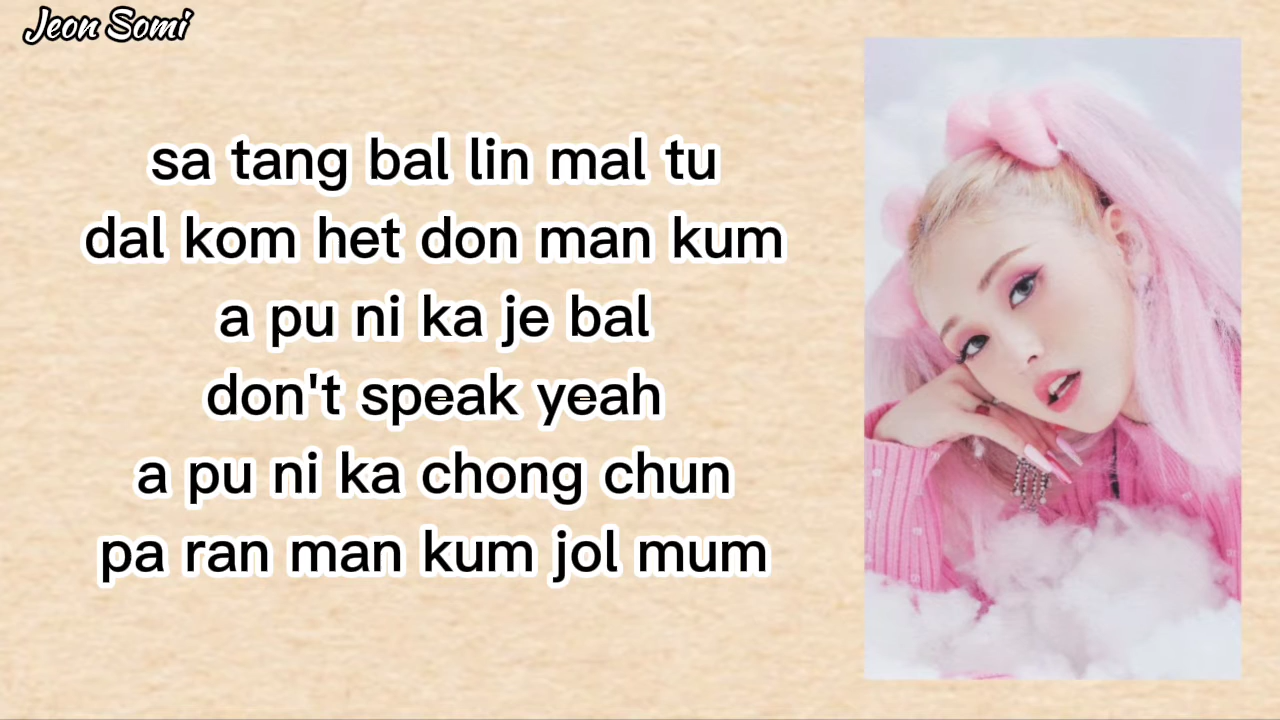 Jeon Somi
sa tang bal lin mal tu
dal kom het don man kum
a pu ni ka je bal
don't speak yeah
a pu ni ka chong chun
pa ran man kum jol mum